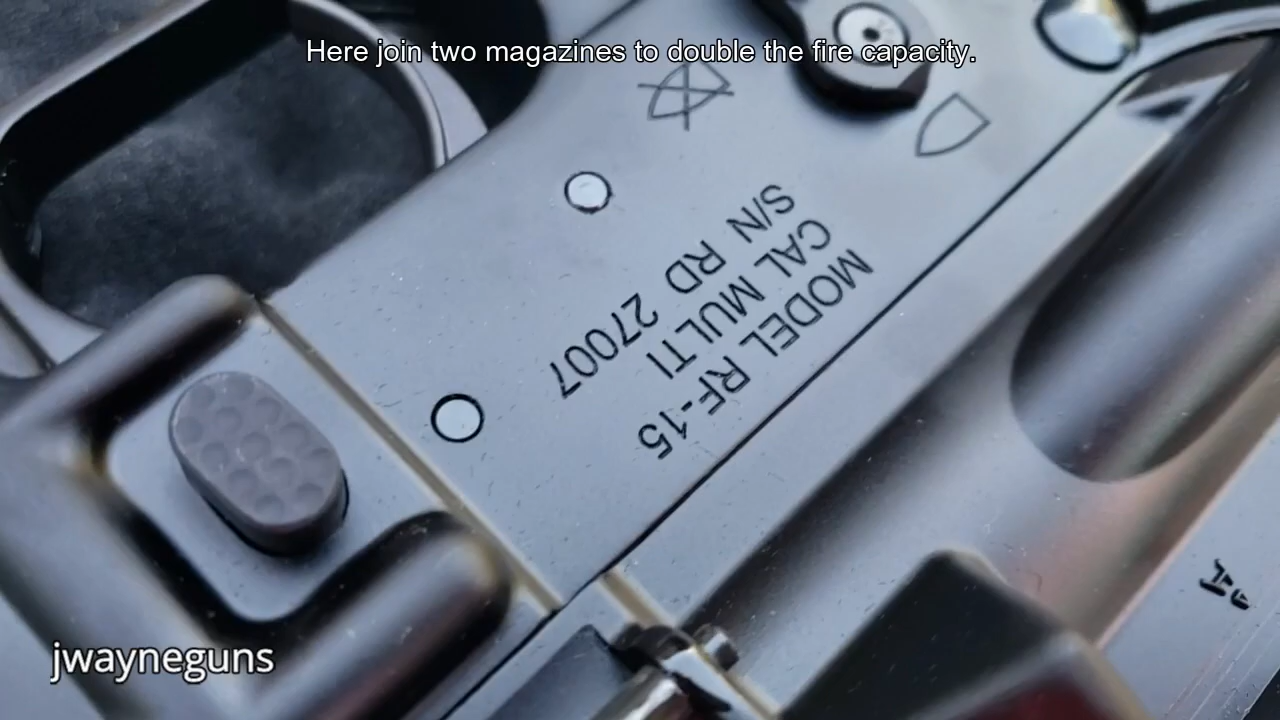 Here join two magazines to double the fire capacity.
MODEL RF-15
CAL MULTI
S/N RD 27007
jwayneguns